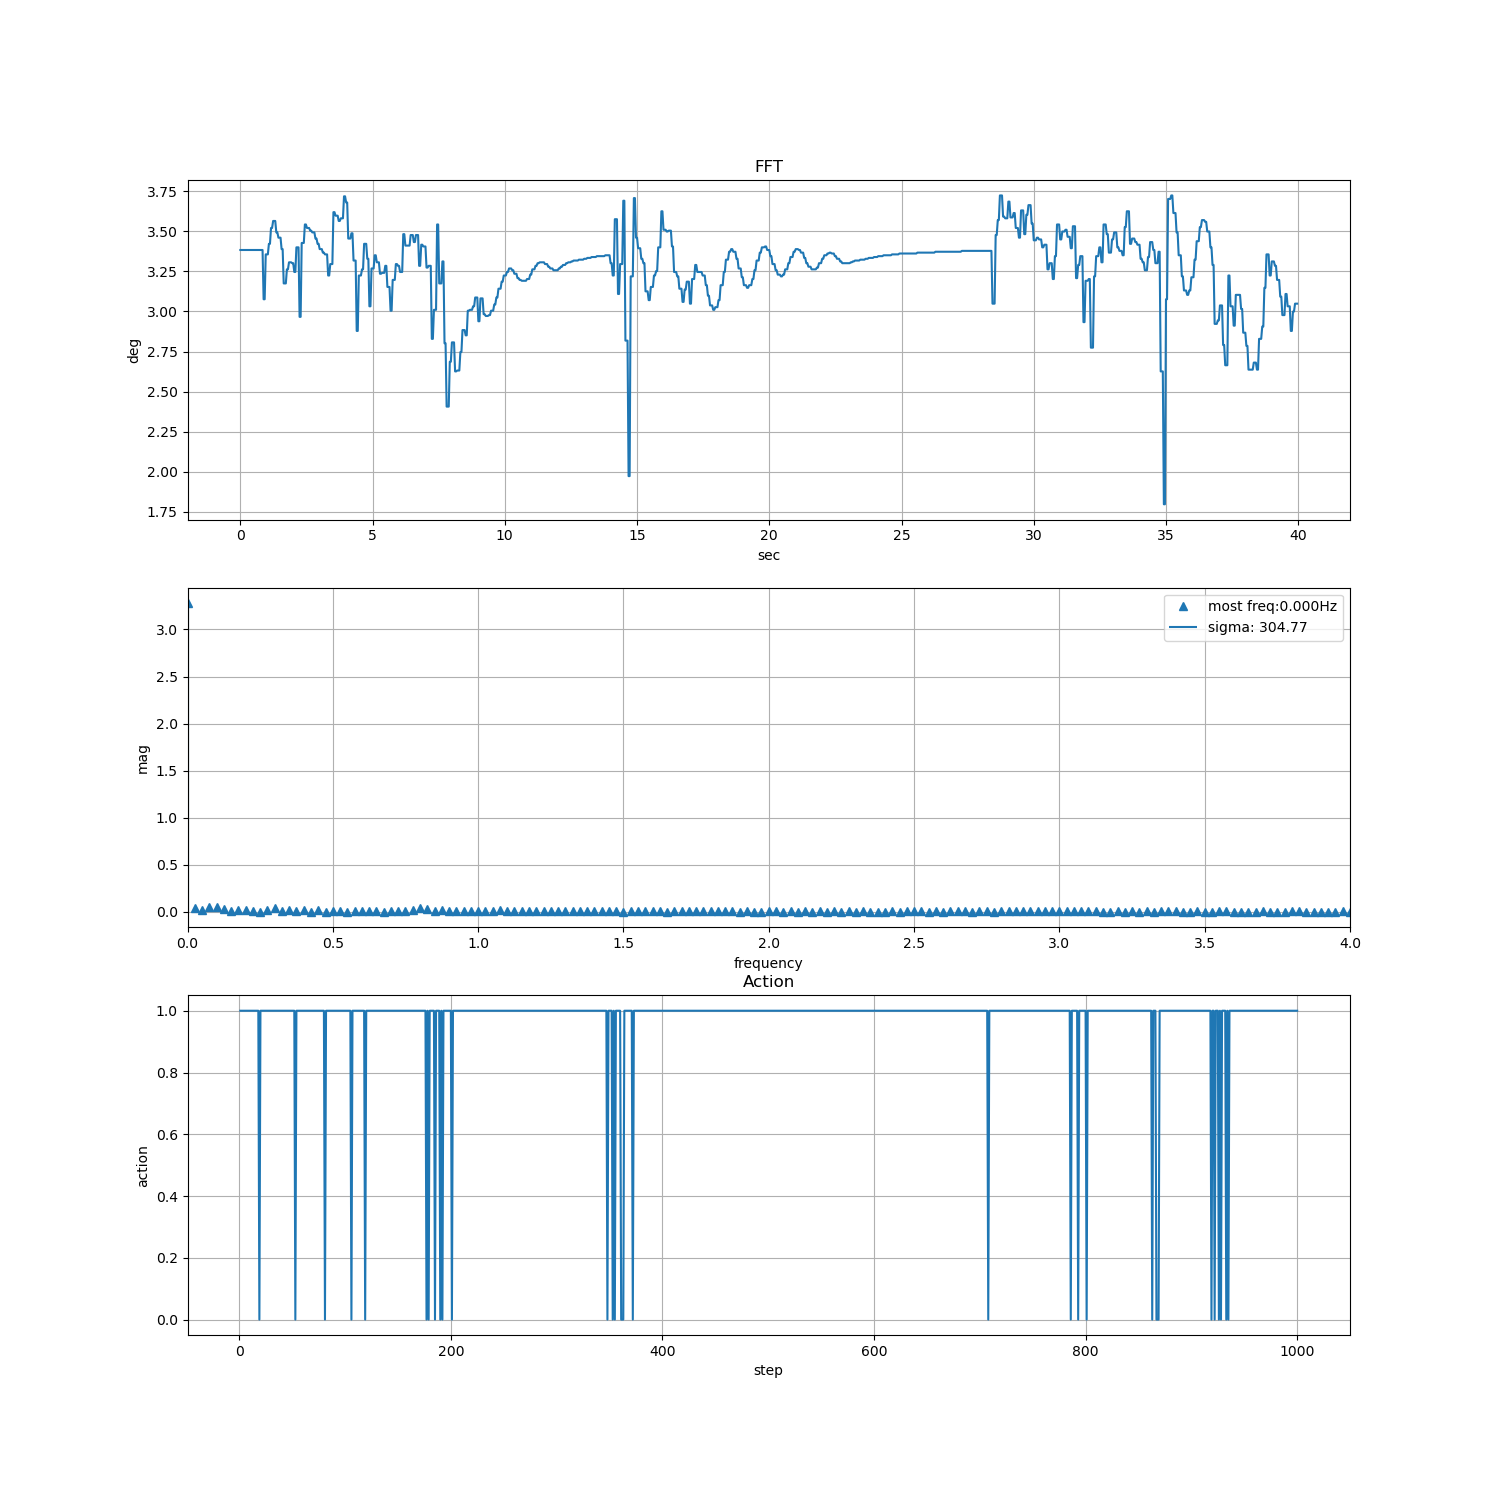 FFT
3.75
3.50
3.25
3.00
2.75
2.50
2.25
2.00
1.75
deg
0 5 10 15 20 25 30 35 40
sec
most freq:0.000Hz
sigma: 304.77
3.0
2.5
2.0
1.5
1.0
0.5
0.0
mag
0.0 0.5 1.0 1.5 2.0 2.5 3.0 3.5 4.0
frequency
Action
1.0
0.8
0.6
0.4
0.2
0.0
action
0 200 400 600 800 1000
step